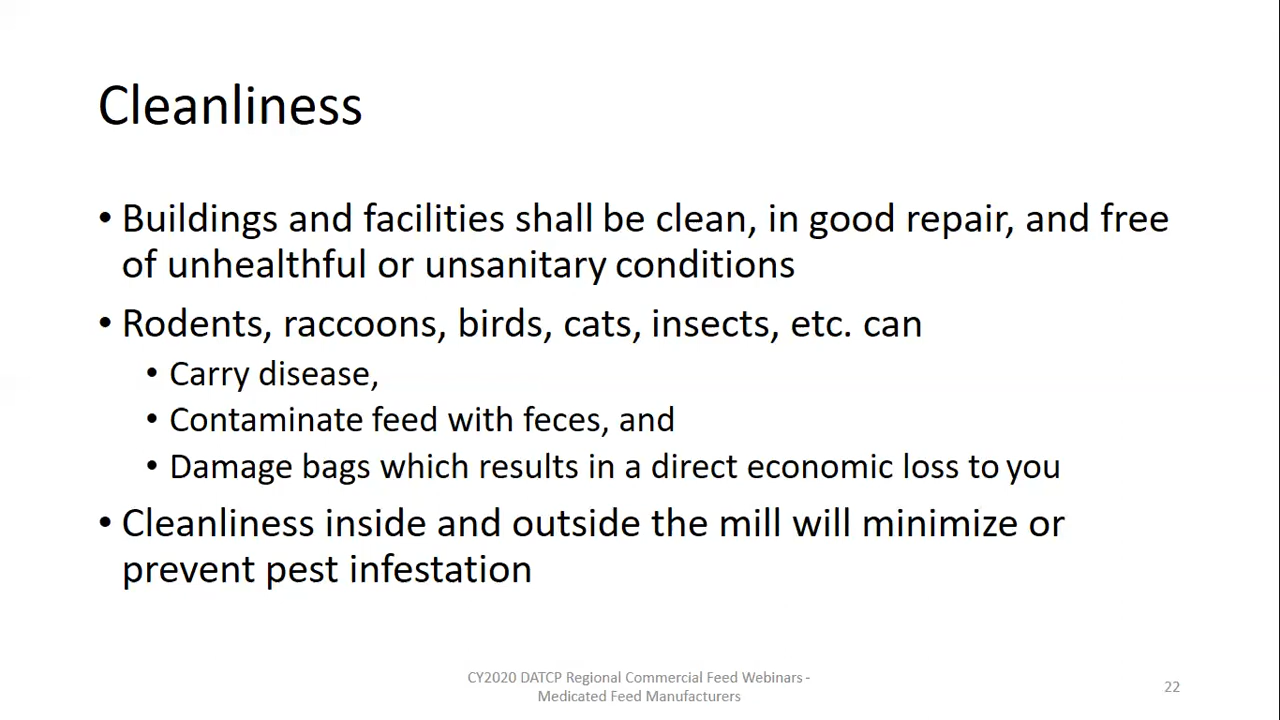 Cleanliness
• Buildings and facilities shall be clean, in good repair, and free
of unhealthful or unsanitary conditions
• Rodents, raccoons, birds, cats, insects, etc. can
• Carry disease,
• Contaminate feed with feces, and
• Damage bags which results in a direct economic loss to you
• Cleanliness inside and outside the mill will minimize or
prevent pest infestation
CY2020 DATCP Regional Commercial Feed Webinars -
Medicated Feed Manufacturers
22